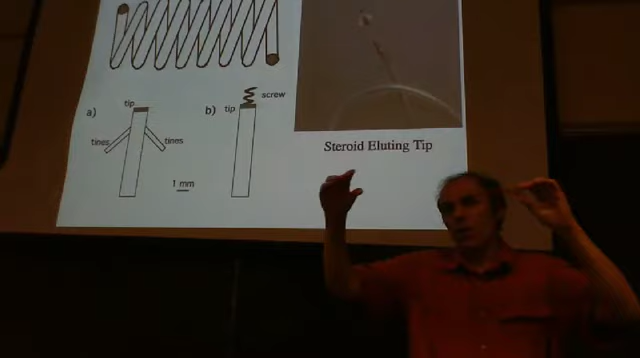 a)
tip
tines
tines
b)
tip
screw
1 mm
Steroid Eluting Tip